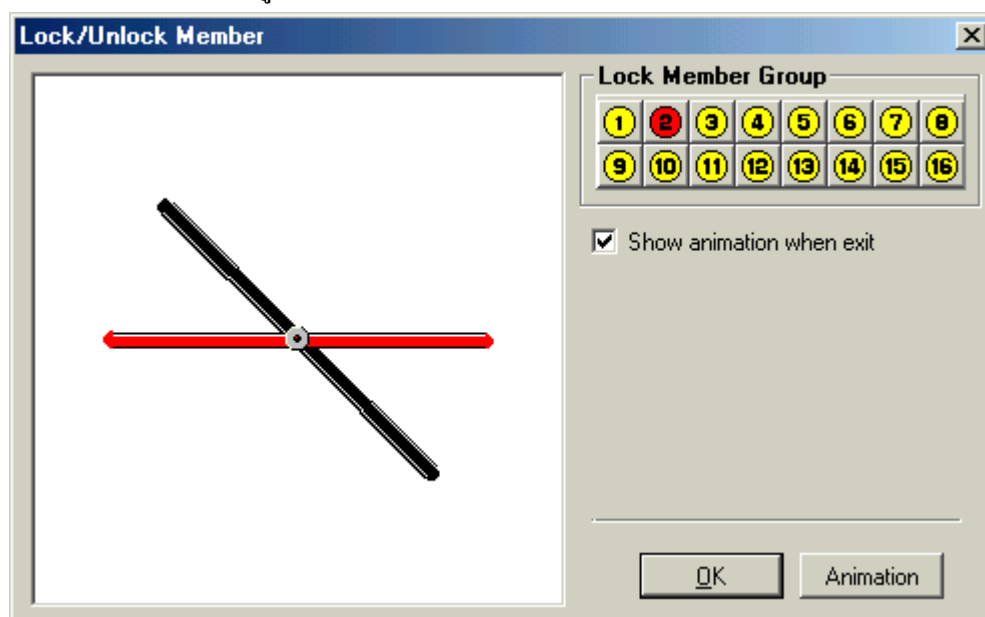 Lock/Unlock Member
Lock Member Group
1 2 3 4 5 6 7 8
9 10 11 12 13 14 15 16
Show animation when exit
OK Animation